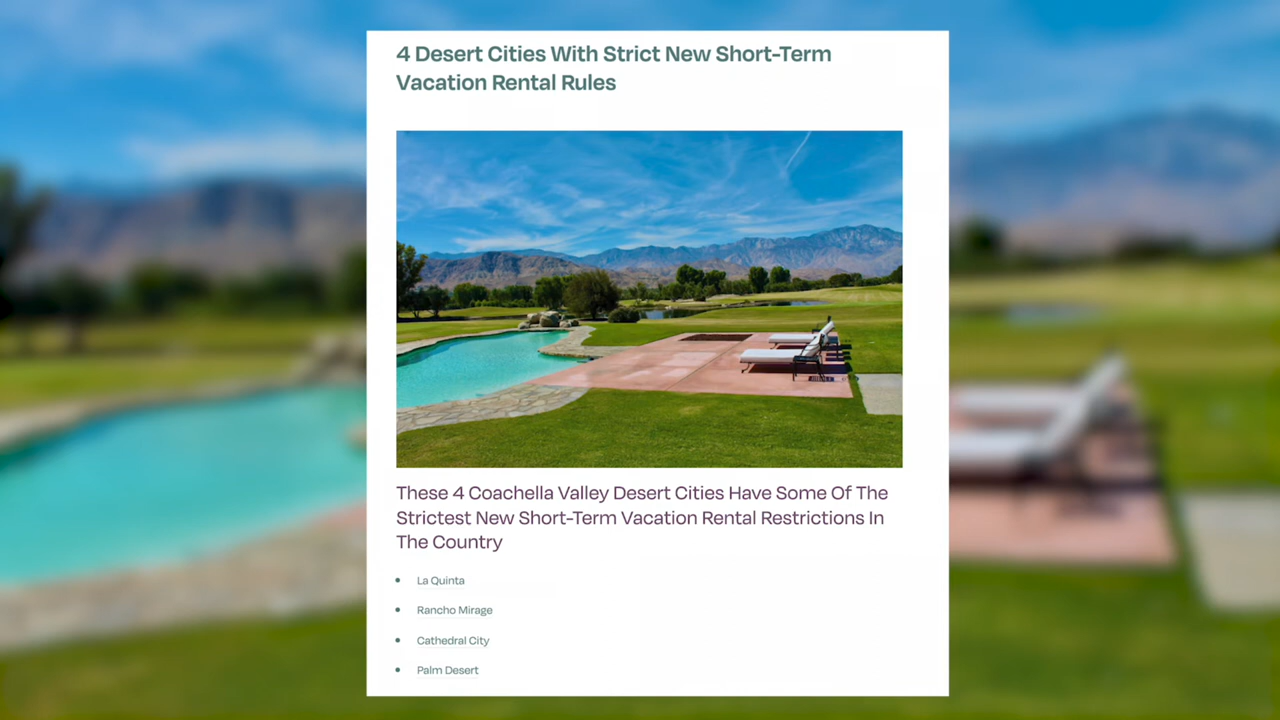 4 Desert Cities With Strict New Short-Term
Vacation Rental Rules
These 4 Coachella Valley Desert Cities Have Some Of The
Strictest New Short-Term Vacation Rental Restrictions In
The Country
La Quinta
Rancho Mirage
Cathedral City
Palm Desert